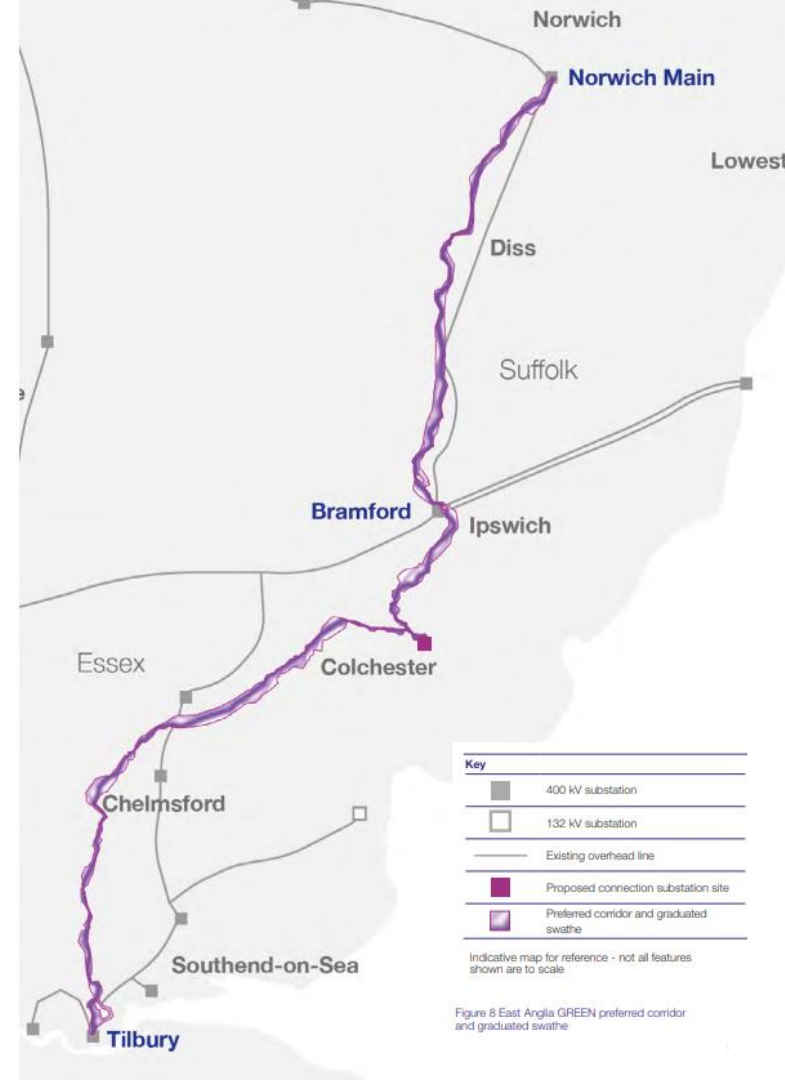 Norwich
Norwich Main
Lowest
Diss
Suffolk
e
Bramford
Ipswich
Essex
Colchester
Chelmsford
Southend-on-Sea
Tilbury
Key
400 kV substation
132 kV substation
Existing overhead line
Proposed connection substation site
Preferred corridor and graduated
swathe
Indicative map for reference - not all features
shown are to scale
Figure 8 East Anglia GREEN preferred corridor
and graduated swathe